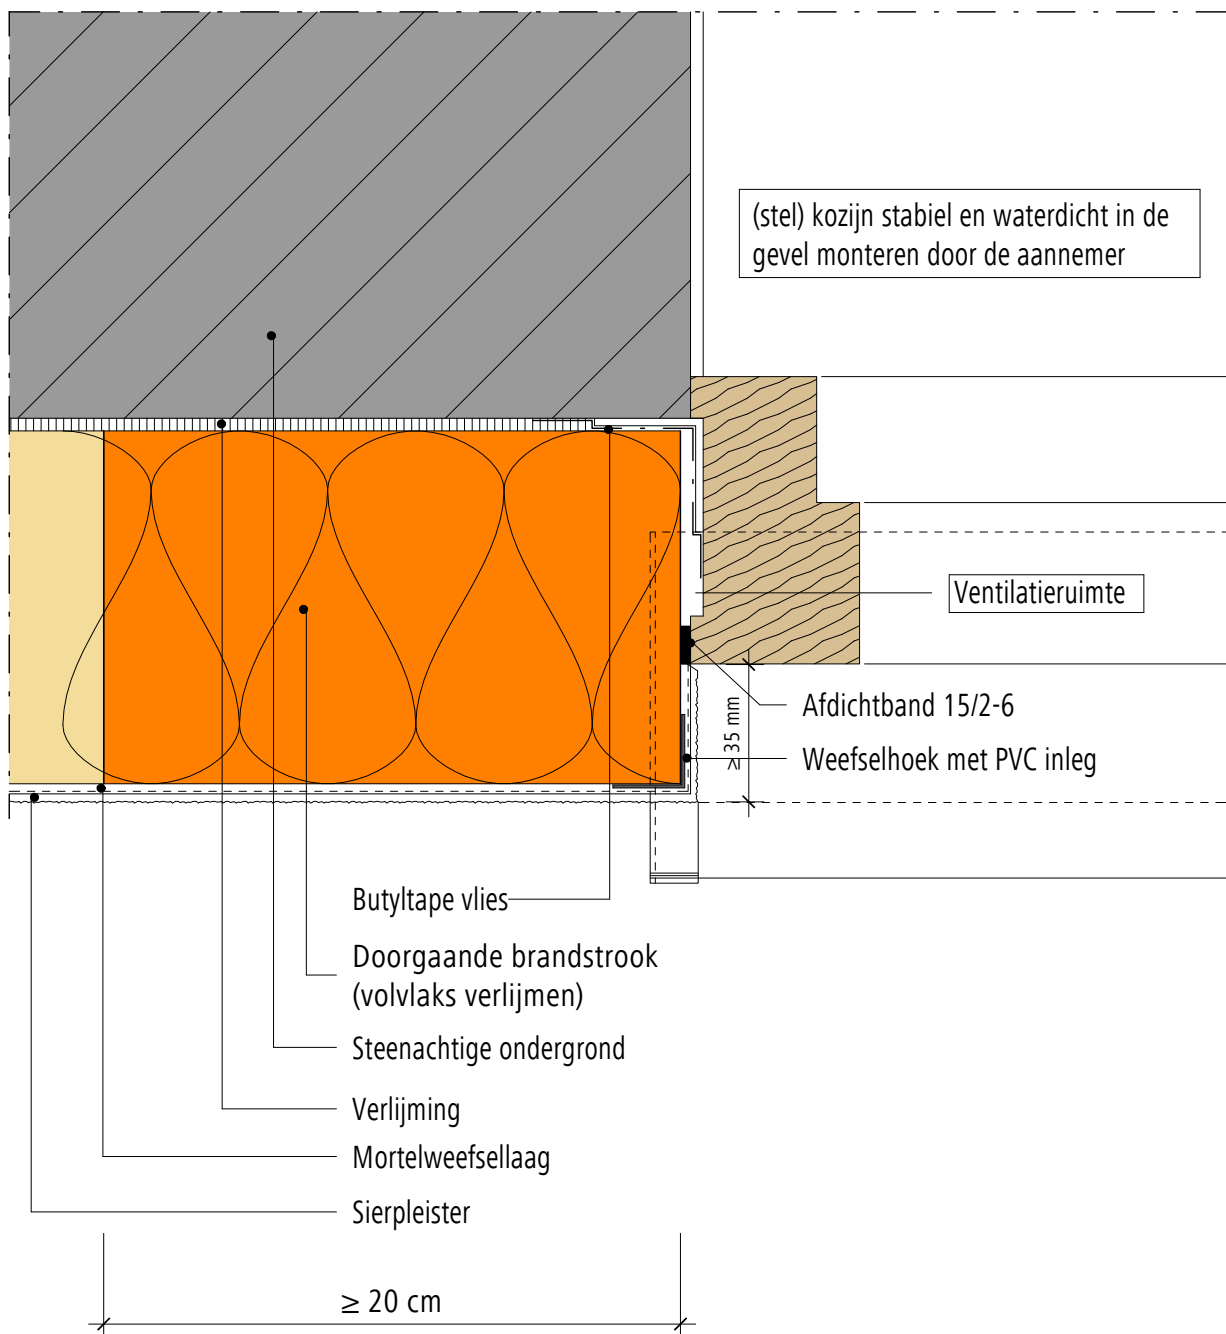 (stel) kozijn stabiel en waterdicht in de
gevel monteren door de aannemer
Ventilatieruimte
Afdichtband 15/2-6
≥ 35 mm
Weefselhoek met PVC inleg
Butyltape vlies
Doorgaande brandstrook
(volvlaks verlijmen)
Steenachtige ondergrond
Verlijming
Mortelweefsellaag
Sierpleister
≥ 20 cm